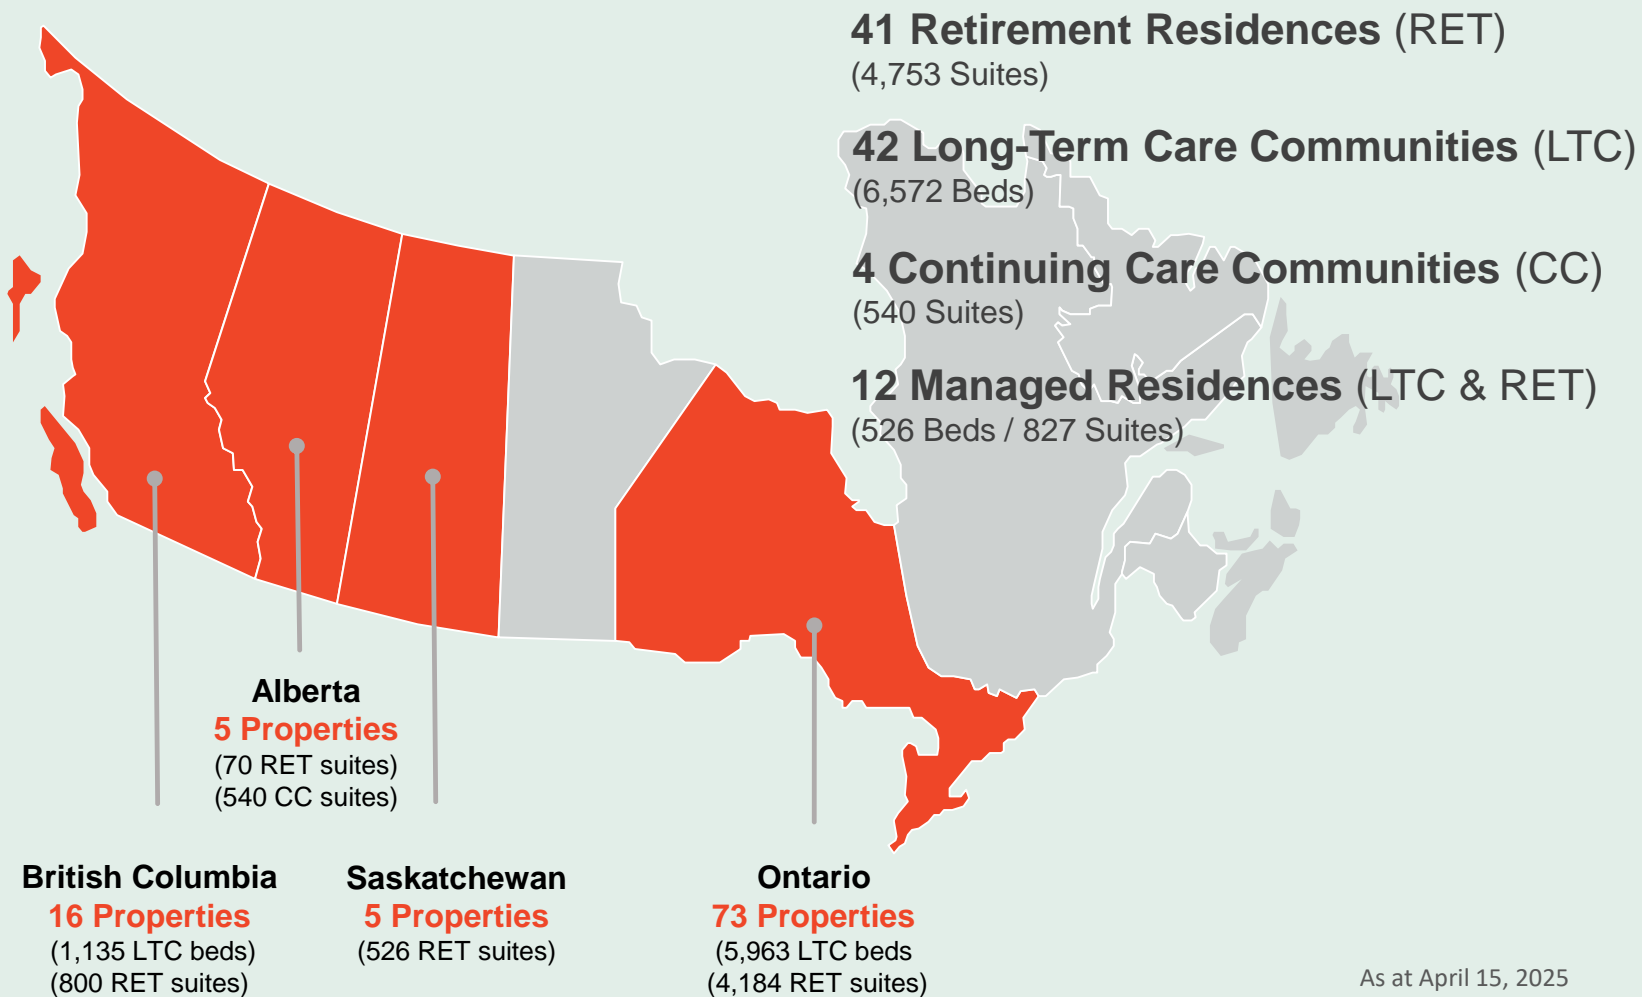 41 Retirement Residences (RET)
(4,753 Suites)
42 Long-Term Care Communities (LTC)
(6,572 Beds)
4 Continuing Care Communities (CC)
(540 Suites)
12 Managed Residences (LTC & RET)
(526 Beds / 827 Suites)
Alberta
5 Properties
(70 RET suites)
(540 CC suites)
British Columbia
16 Properties
(1,135 LTC beds)
(800 RET suites)
Saskatchewan
5 Properties
(526 RET suites)
Ontario
73 Properties
(5,963 LTC beds
(4,184 RET suites)
As at April 15, 2025